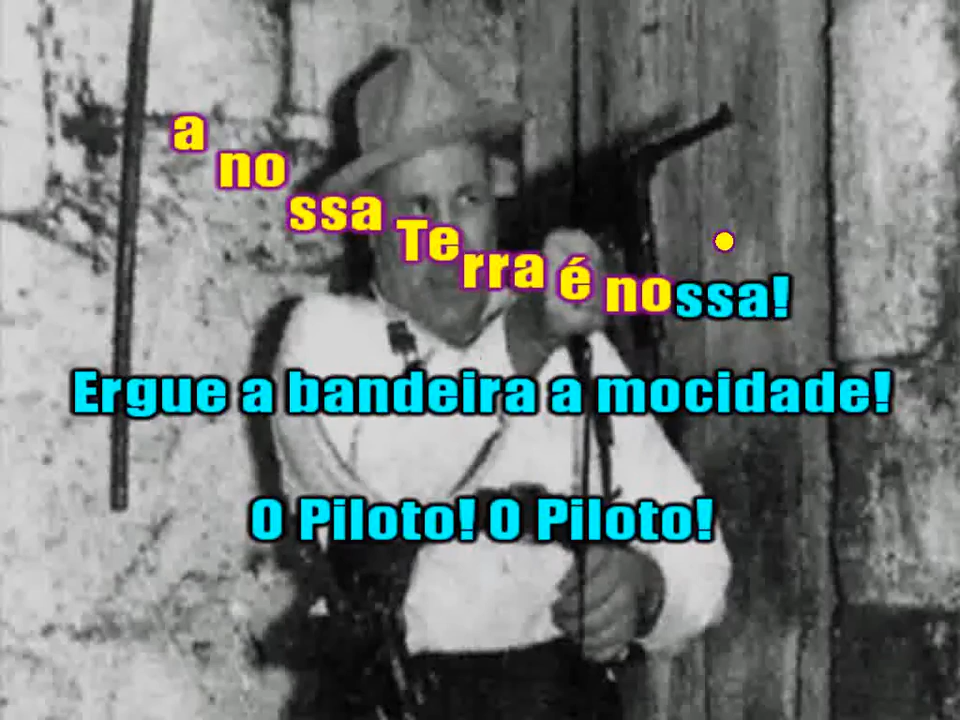 a nossa Terra é nossa!
Ergue a bandeira a mocidade!
O Piloto! O Piloto!